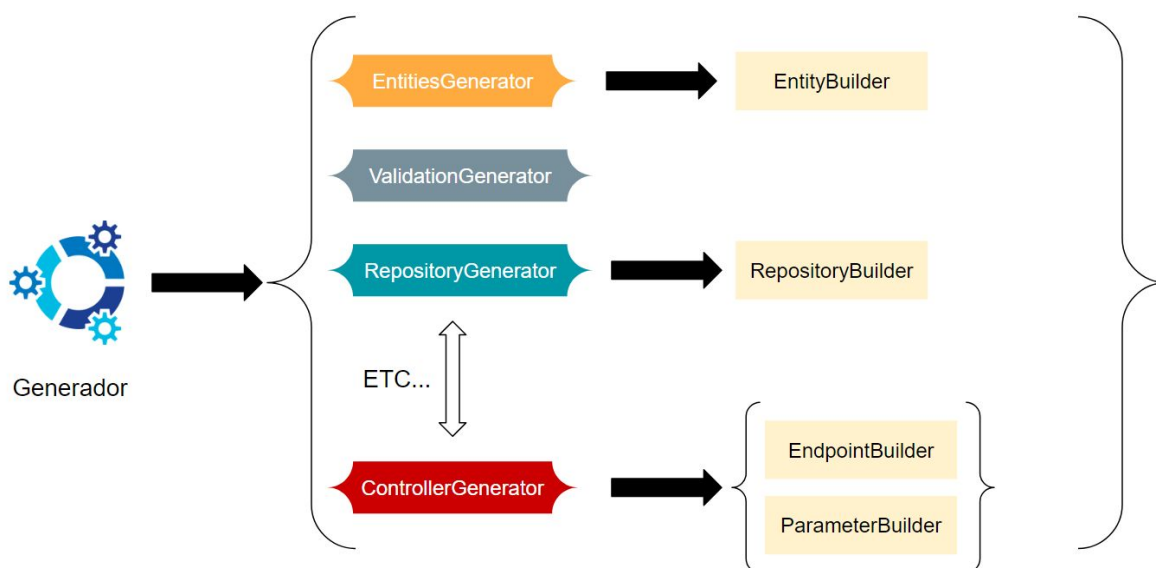 EntitiesGenerator
EntityBuilder
ValidationGenerator
RepositoryGenerator
RepositoryBuilder
Generador
ETC...
EndpointBuilder
ControllerGenerator
ParameterBuilder